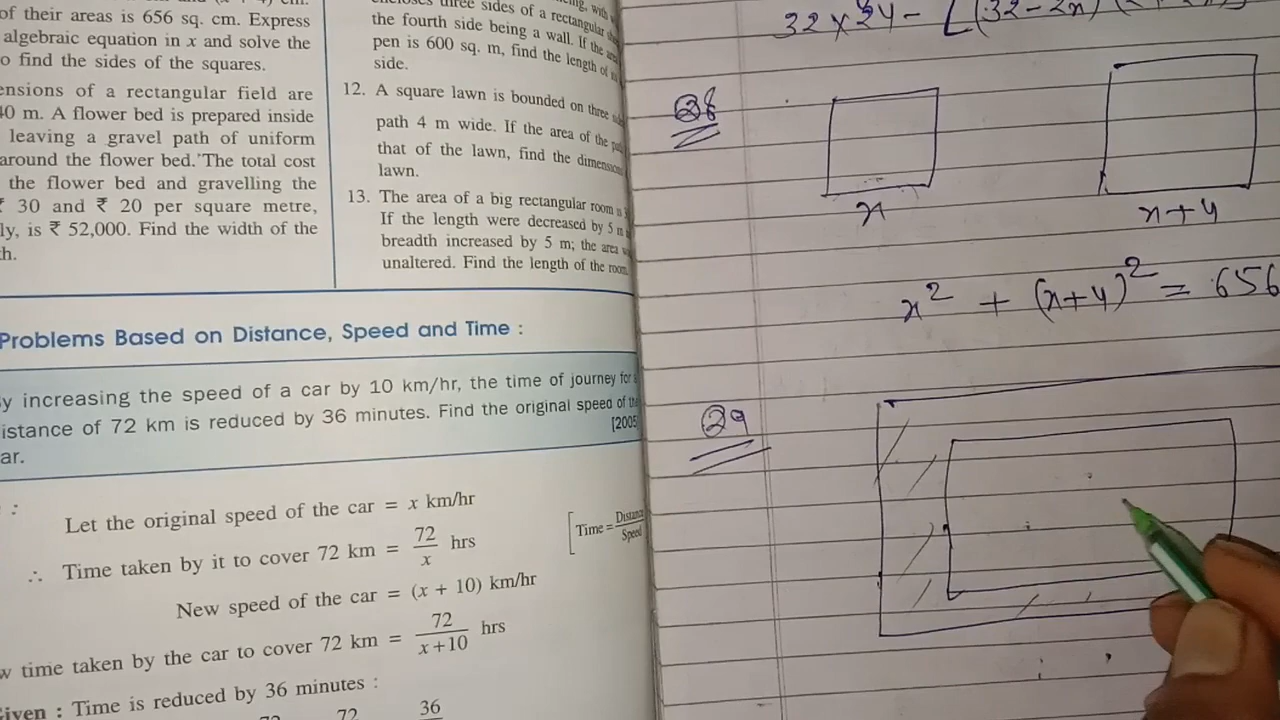 of their areas is 656 sq. cm. Express
algebraic equation in x and solve the
o find the sides of the squares.
ensions of a rectangular field are
40 m. A flower bed is prepared inside
leaving a gravel path of uniform
around the flower bed. The total cost
the flower bed and gravelling the
₹ 30 and ₹ 20 per square metre,
ly, is ₹ 52,000. Find the width of the
h.
three sides of a rectangular
the fourth side being a wall. If the
pen is 600 sq. m, find the length of
side.
12. A square lawn is bounded on three
path 4 m wide. If the area of the
that of the lawn, find the dimensions
lawn.
13. The area of a big rectangular room is
If the length were decreased by 5 m
breadth increased by 5 m; the area
unaltered. Find the length of the room.
Problems Based on Distance, Speed and Time :
y increasing the speed of a car by 10 km/hr, the time of journey for
istance of 72 km is reduced by 36 minutes. Find the original speed of the
ar.
[2005
:
Let the original speed of the car = x km/hr
∴ Time taken by it to cover 72 km = 72/x hrs
[Time = Distance/Speed
New speed of the car = (x + 10) km/hr
w time taken by the car to cover 72 km = 72/x+10 hrs
Given : Time is reduced by 36 minutes :
72 36
32×24 - [(32-2x)
28
x
x+4
x² + (x+4)² = 656
29